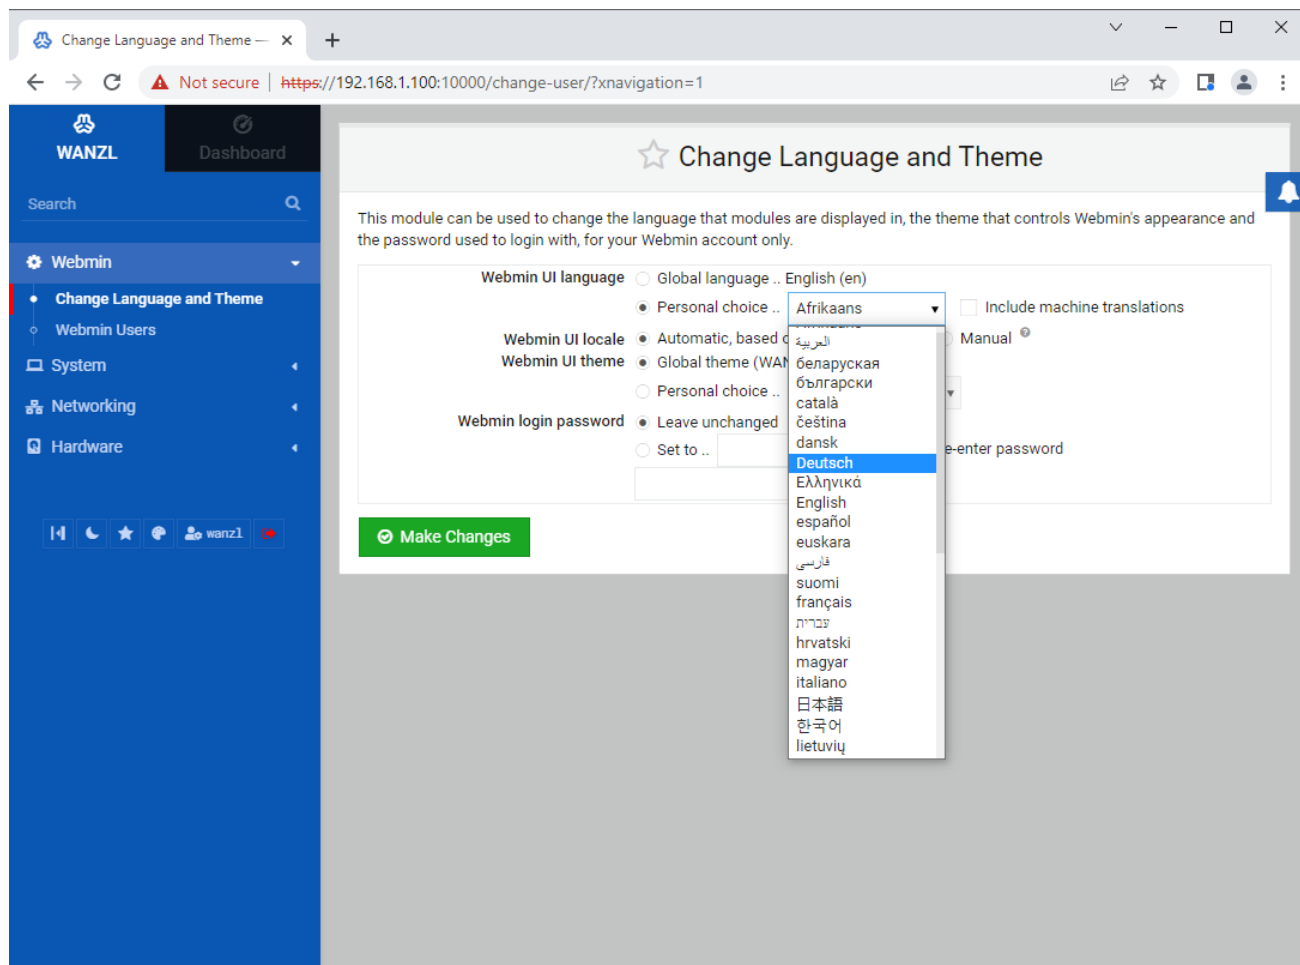 Change Language and Theme —
Not secure | https://192.168.1.100:10000/change-user/?xnavigation=1
WANZL
Dashboard
Search
Webmin
Change Language and Theme
Webmin Users
System
Networking
Hardware
wanzl
Change Language and Theme
This module can be used to change the language that modules are displayed in, the theme that controls Webmin's appearance and
the password used to login with, for your Webmin account only.
Webmin UI language Global language .. English (en)
Personal choice .. Afrikaans Include machine translations
Webmin UI locale Automatic, based Manual
Webmin UI theme Global theme
Personal choice ..
Webmin login password Leave unchanged
Set to .. password
العربية
беларуская
български
català
čeština
dansk
Deutsch
Ελληνικά
English
español
euskara
فارسی
suomi
français
עברית
hrvatski
magyar
italiano
日本語
한국어
lietuvių
Make Changes